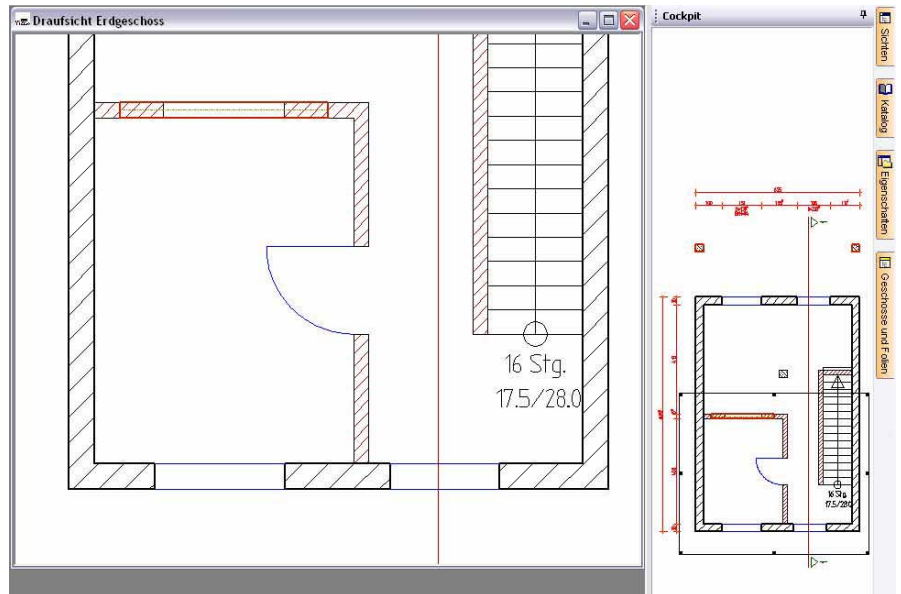 Draufsicht Erdgeschoss
16 Stg.
17.5/28.0
Cockpit
16 Stg.
17.5/28.0
Sichten
Katalog
Eigenschaften
Geschosse und Folien